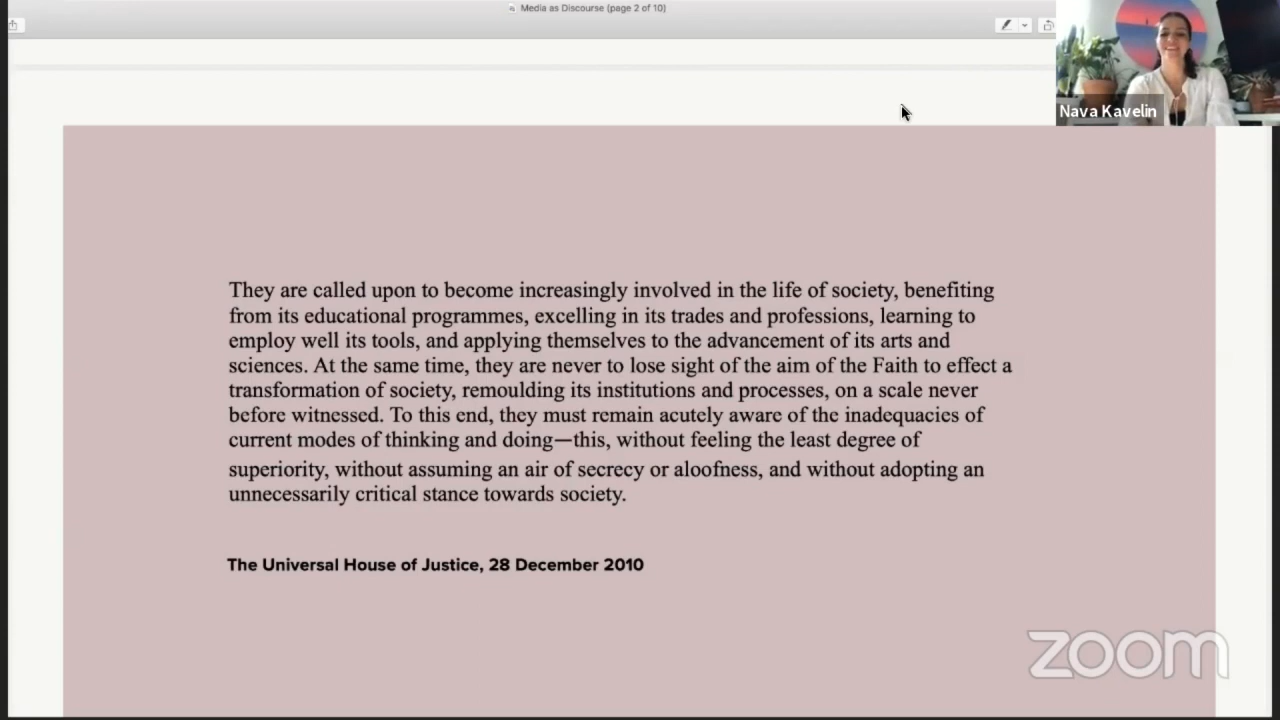 Media as Discourse (page 2 of 10)
Nava Kavelin
They are called upon to become increasingly involved in the life of society, benefiting
from its educational programmes, excelling in its trades and professions, learning to
employ well its tools, and applying themselves to the advancement of its arts and
sciences. At the same time, they are never to lose sight of the aim of the Faith to effect a
transformation of society, remoulding its institutions and processes, on a scale never
before witnessed. To this end, they must remain acutely aware of the inadequacies of
current modes of thinking and doing—this, without feeling the least degree of
superiority, without assuming an air of secrecy or aloofness, and without adopting an
unnecessarily critical stance towards society.
The Universal House of Justice, 28 December 2010
zoom